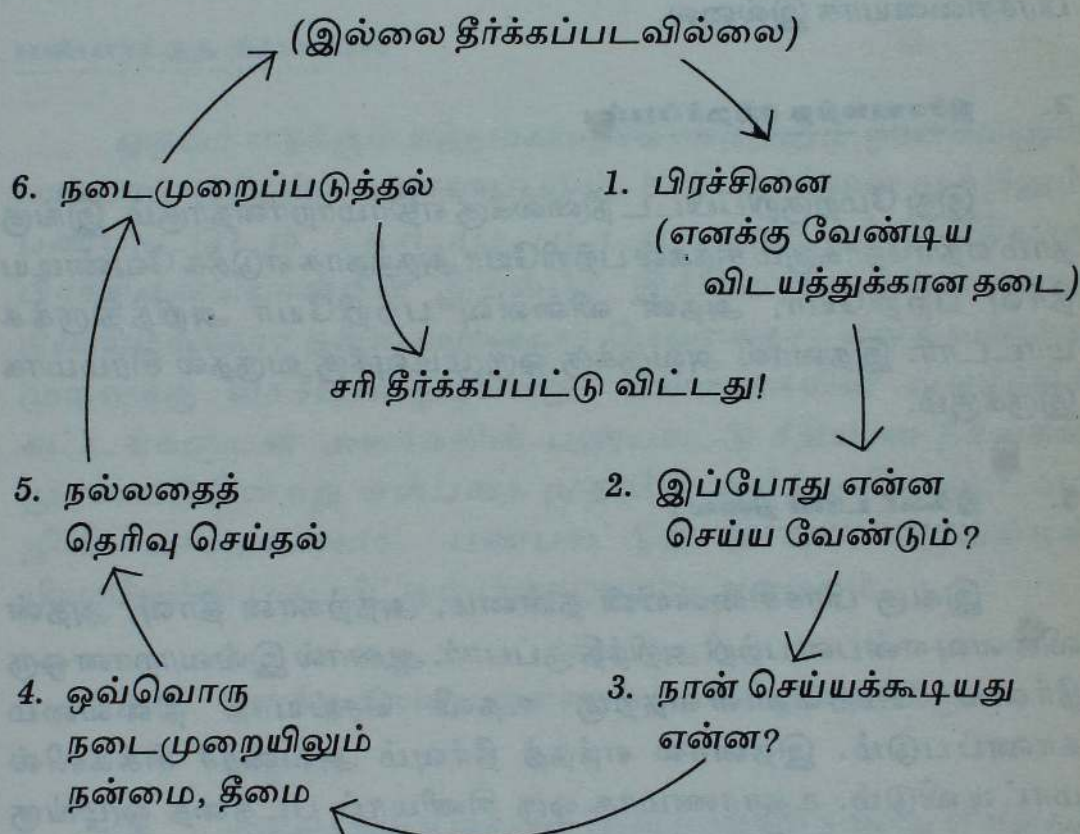 (இல்லை தீர்க்கப்படவில்லை)
1. பிரச்சினை
(எனக்கு வேண்டிய
விடயத்துக்கான தடை)
2. இப்போது என்ன
செய்ய வேண்டும்?
3. நான் செய்யக்கூடியது
என்ன?
4. ஒவ்வொரு
நடைமுறையிலும்
நன்மை, தீமை
5. நல்லதைத்
தெரிவு செய்தல்
6. நடைமுறைப்படுத்தல்
சரி தீர்க்கப்பட்டு விட்டது!